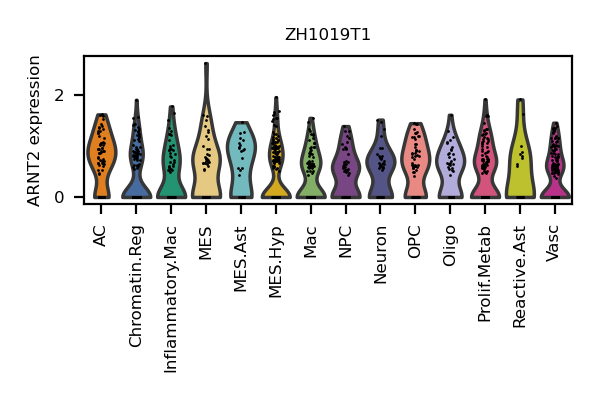 ZH1019T1
ARNT2 expression
2
0
AC
Chromatin.Reg
Inflammatory.Mac
MES
MES.Ast
MES.Hyp
Mac
NPC
Neuron
OPC
Oligo
Prolif.Metab
Reactive.Ast
Vasc